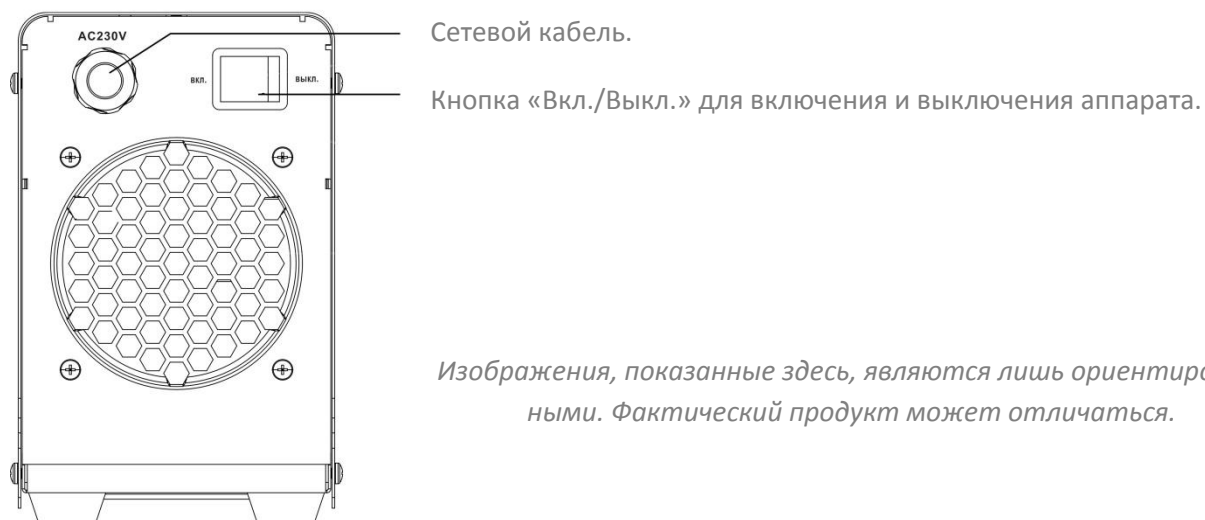 AC230V
Сетевой кабель.
ВКЛ.
ВЫКЛ.
Кнопка «Вкл./Выкл.» для включения и выключения аппарата.
Изображения, показанные здесь, являются лишь ориентиро
ными. Фактический продукт может отличаться.